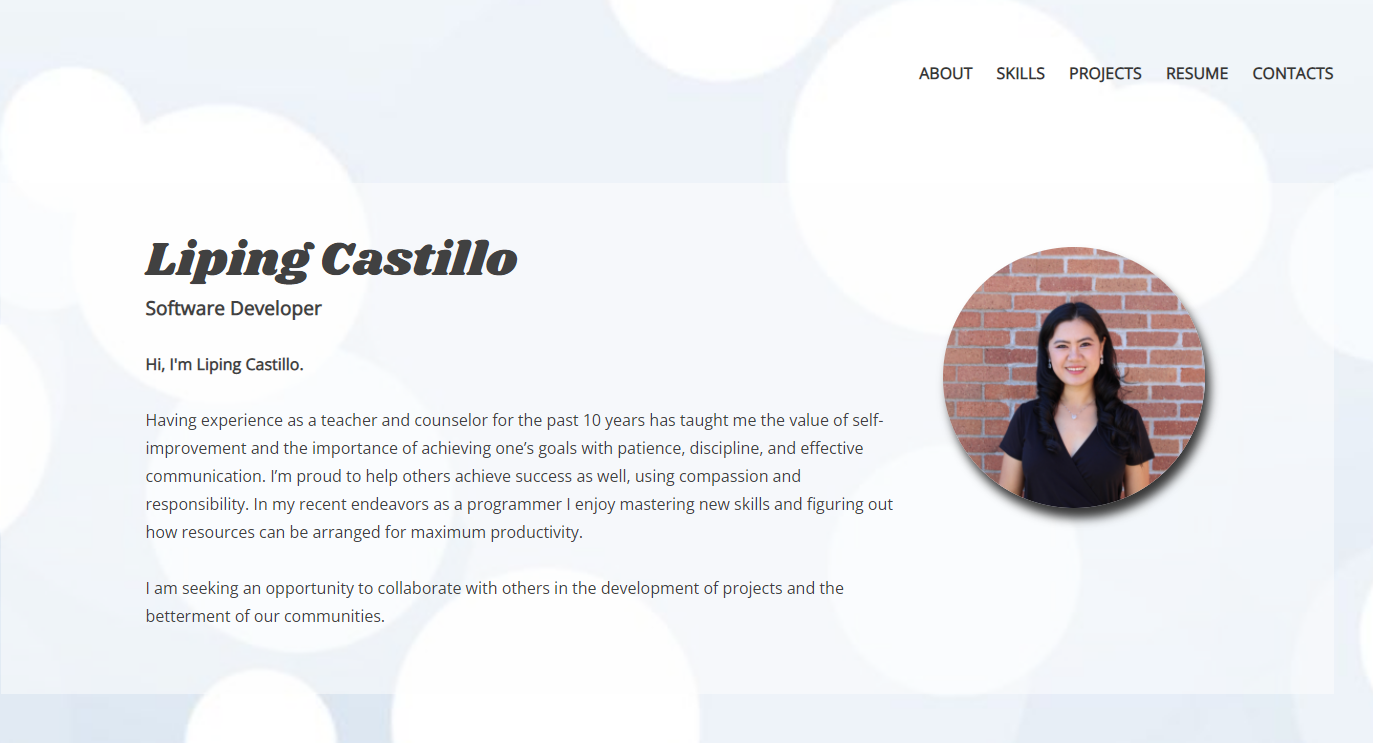 ABOUT SKILLS PROJECTS RESUME CONTACTS
Liping Castillo
Software Developer
Hi, I'm Liping Castillo.
Having experience as a teacher and counselor for the past 10 years has taught me the value of self-
improvement and the importance of achieving one’s goals with patience, discipline, and effective
communication. I’m proud to help others achieve success as well, using compassion and
responsibility. In my recent endeavors as a programmer I enjoy mastering new skills and figuring out
how resources can be arranged for maximum productivity.
I am seeking an opportunity to collaborate with others in the development of projects and the
betterment of our communities.